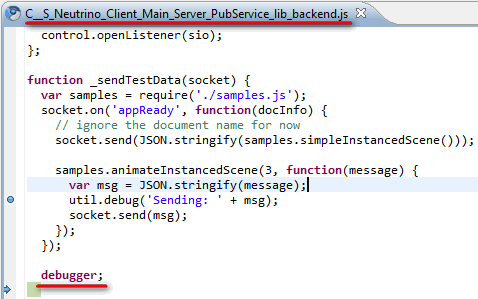 C__S_Neutrino_Client_Main_Server_PubService_lib_backend.js
control.openListener(sio);
};
function _sendTestData(socket) {
var samples = require('./samples.js');
socket.on('appReady', function(docInfo) {
// ignore the document name for now
socket.send(JSON.stringify(samples.simpleInstancedScene()));
samples.animateInstancedScene(3, function(message) {
var msg = JSON.stringify(message);
util.debug('Sending: ' + msg);
socket.send(msg);
});
});
debugger;